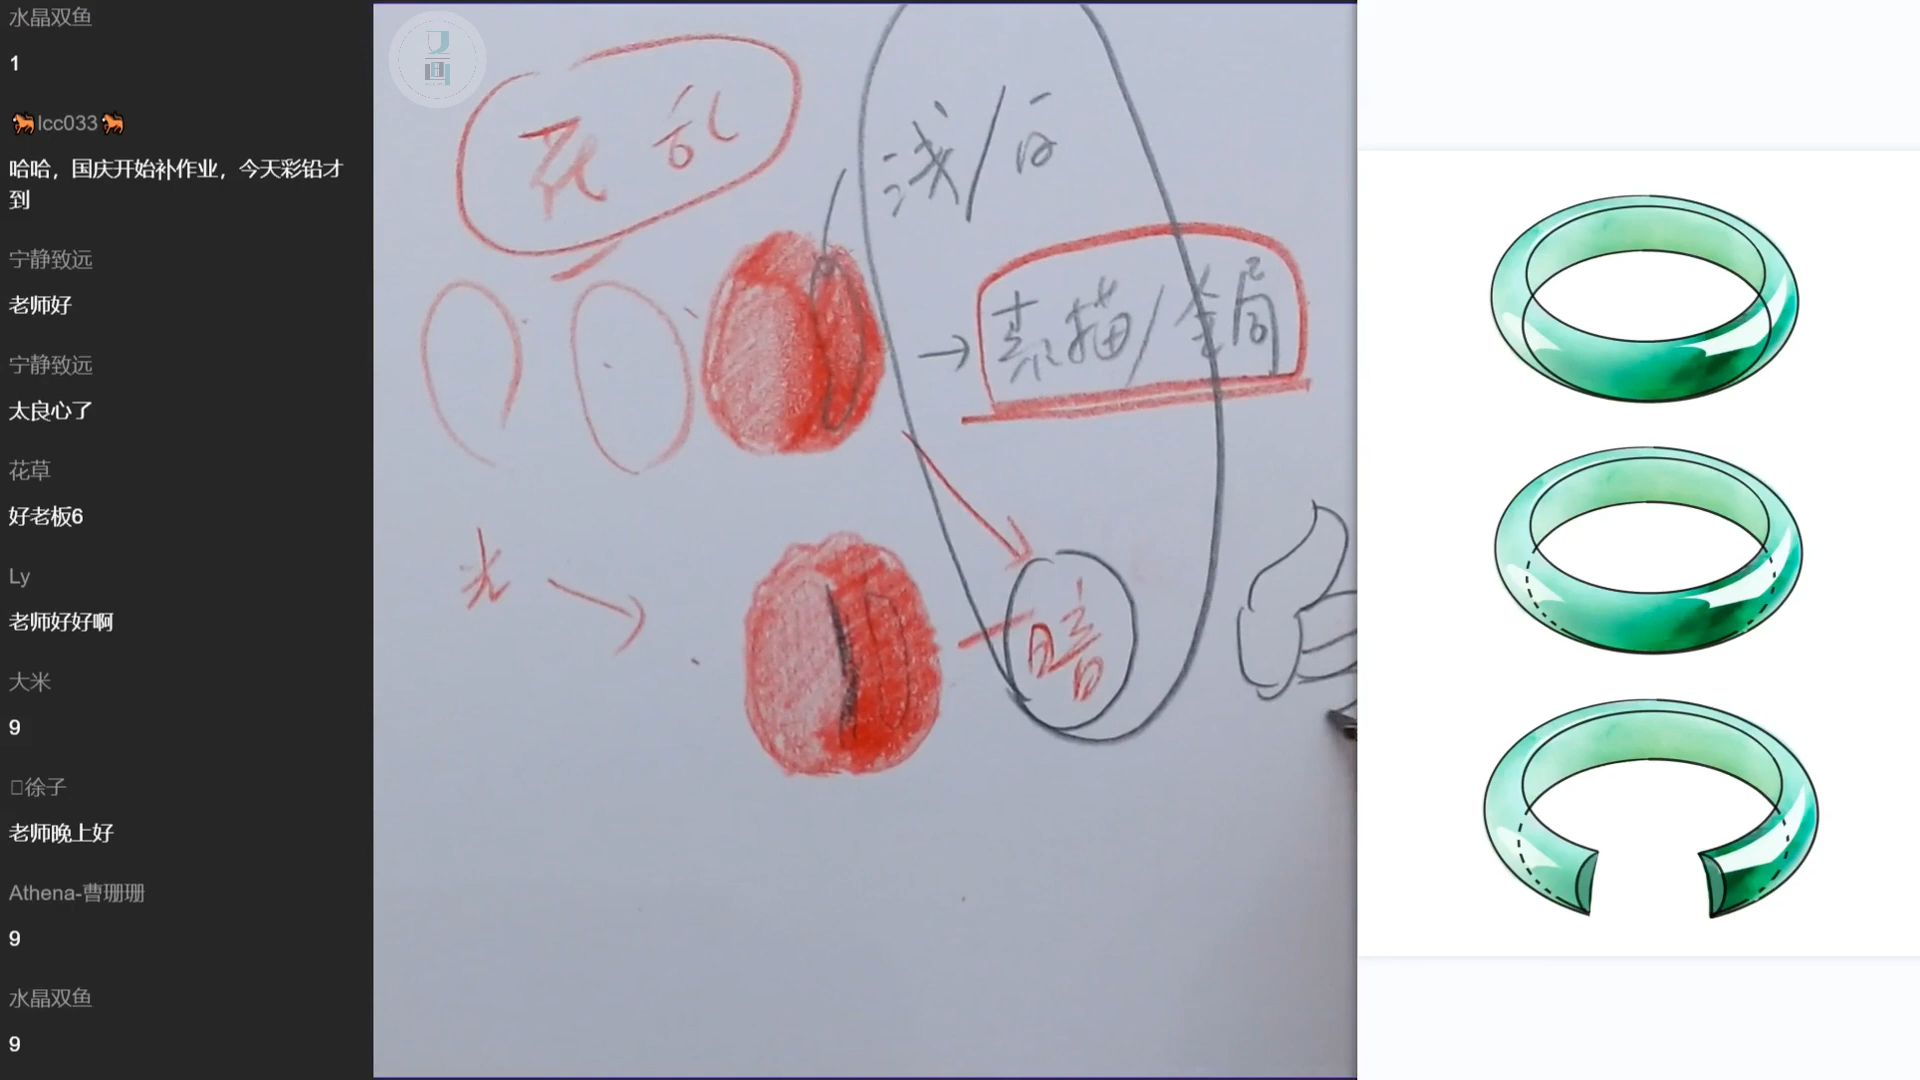 水晶双鱼
1
lcc033
哈哈，国庆开始补作业，今天彩铅才
到
宁静致远
老师好
宁静致远
太良心了
花草
好老板6
Ly
老师好好啊
大米
9
徐子
老师晚上好
Athena-曹珊珊
9
水晶双鱼
9
花 乱
浅/白
→ 素描/全局
光
暗